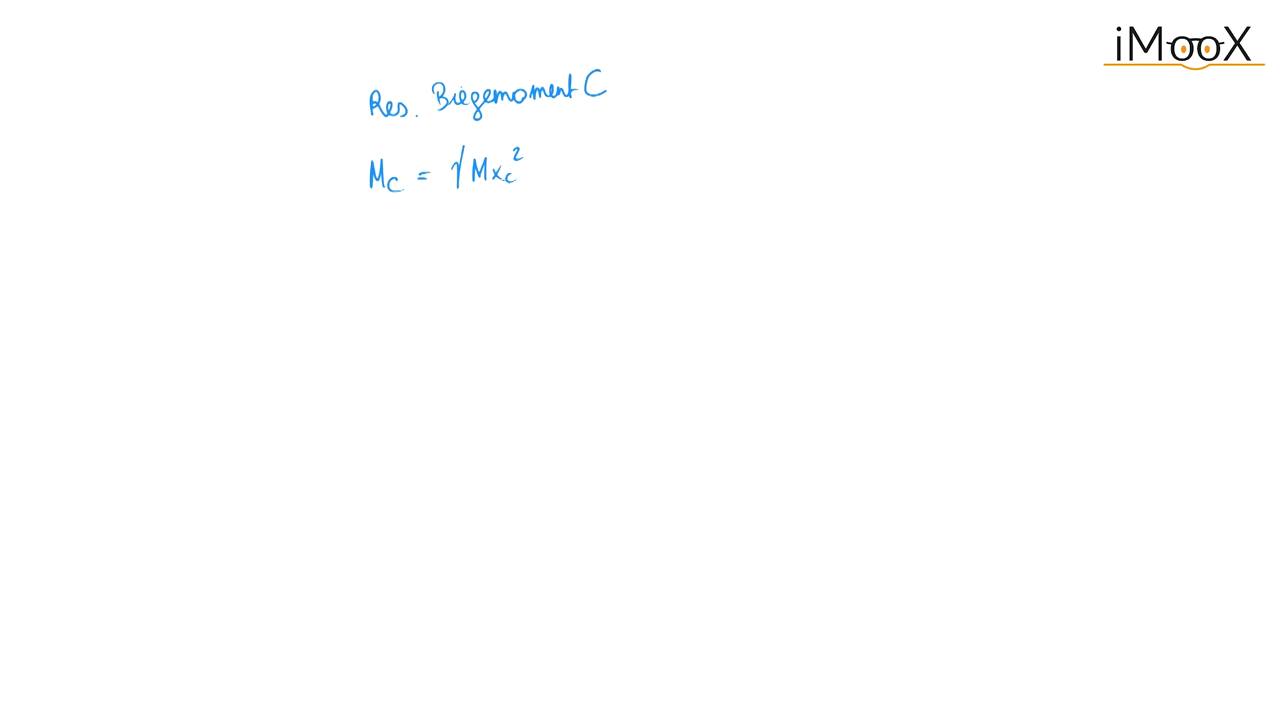 iMooX
Res. Biegemoment C
M_C = √Mx_C²